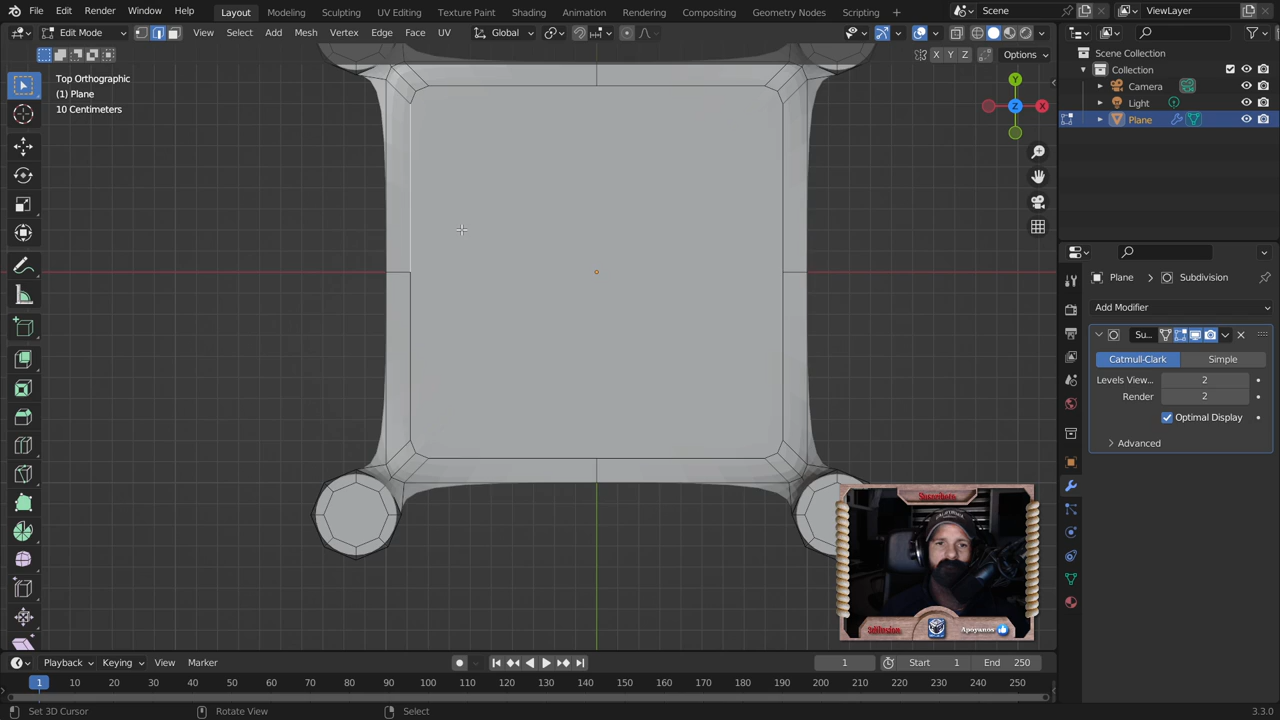 File Edit Render Window Help Layout Modeling Sculpting UV Editing Texture Paint Shading Animation Rendering Compositing Geometry Nodes Scripting Scene ViewLayer
Edit Mode View Select Add Mesh Vertex Edge Face UV Global
X Y Z Options
Top Orthographic
(1) Plane
10 Centimeters
Y
Z X
Scene Collection
Collection
Camera
Light
Plane
Plane Subdivision
Add Modifier
Su...
Catmull-Clark Simple
Levels View... 2
Render 2
Optimal Display
Advanced
Suscribete
3difusion Apoyanos
Playback Keying View Marker 1 Start 1 End 250
1 10 20 30 40 50 60 70 80 90 100 110 120 130 140 150 160 170 180 190 200 210 220 230 240 250
Set 3D Cursor Rotate View Select 3.3.0